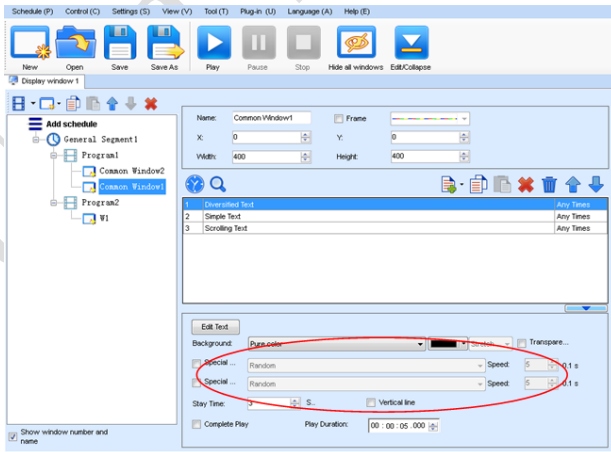 Schedule (P) Control (C) Settings (S) View (V) Tool (T) Plug-in (U) Language (A) Help (E)
New Open Save Save As Play Pause Stop Hide all windows Edit/Collapse
Display window 1
Add schedule
General Segment1
Program1
Common Window2
Common Window1
Program2
W1
Show window number and
name
Name: Common Window1 Frame
X: 0 Y: 0
Width: 400 Height: 400
1 Diversified Text Any Times
2 Simple Text Any Times
3 Scrolling Text Any Times
Edit Text
Background: Pure color Stretch Transpare...
Special ... Random Speed: 5 0.1 s
Special ... Random Speed: 5 0.1 s
Stay Time: 3 S... Vertical line
Complete Play Play Duration: 00 : 00 : 05 .000